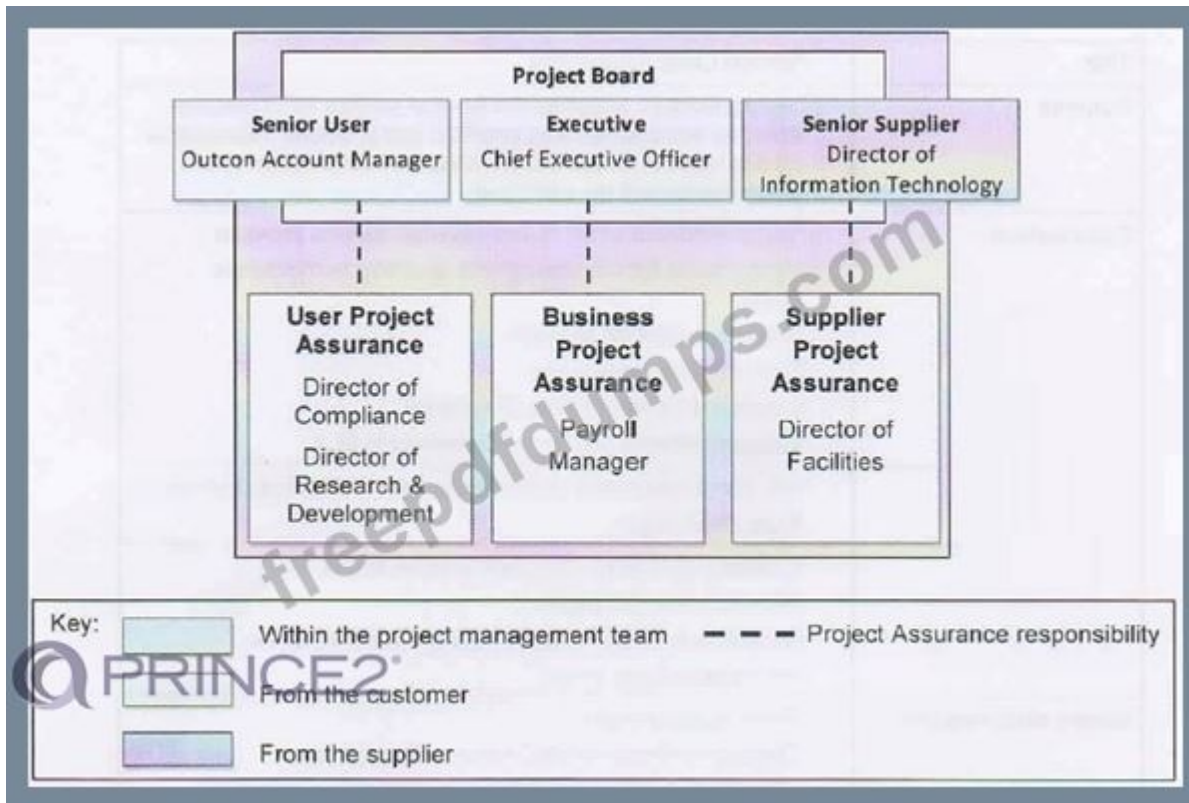 Project Board
Senior User
Outcon Account Manager
Executive
Chief Executive Officer
Senior Supplier
Director of
Information Technology
User Project
Assurance
Director of
Compliance
Director of
Research &
Development
Business
Project
Assurance
Payroll
Manager
Supplier
Project
Assurance
Director of
Facilities
freepdfdumps.com
Key:
Within the project management team
Project Assurance responsibility
PRINCE2
From the customer
From the supplier